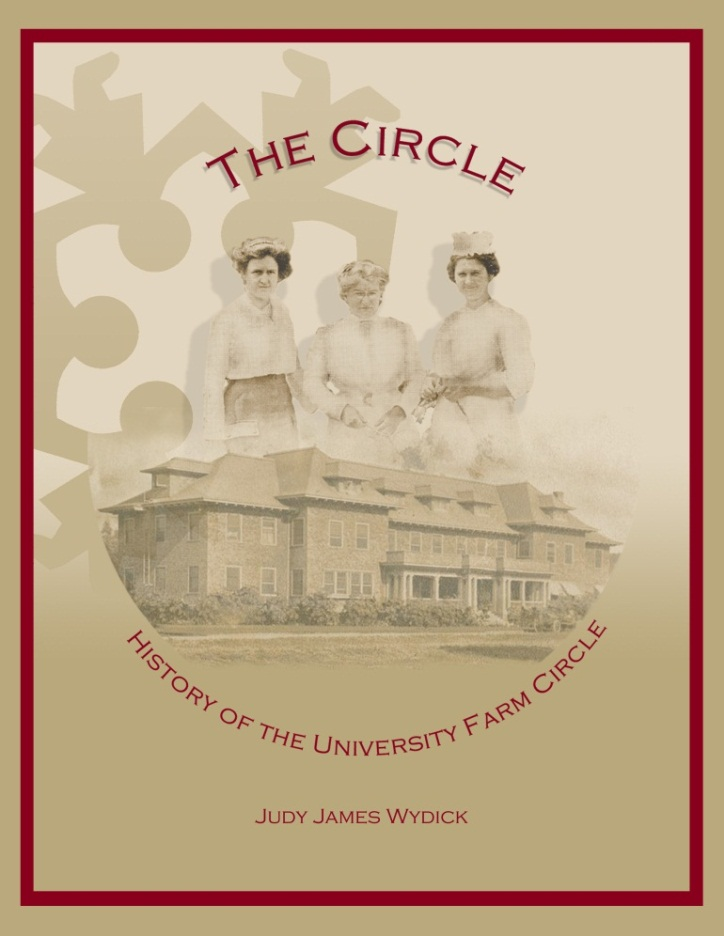 The Circle
History of the University Farm Circle
Judy James Wydick